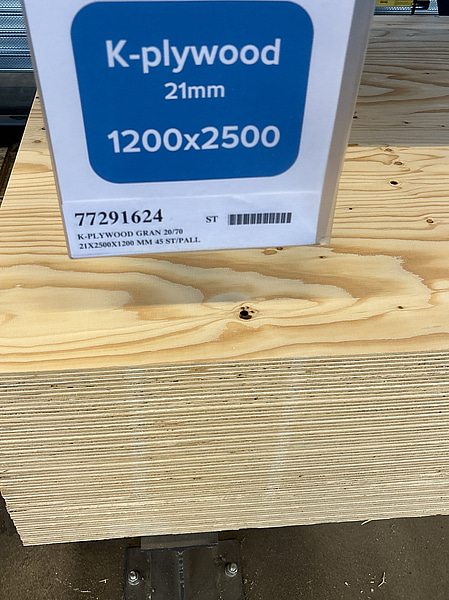 K-plywood
21mm
1200x2500
77291624 ST
K-PLYWOOD GRAN 20/70
21X2500X1200 MM 45 ST/PALL